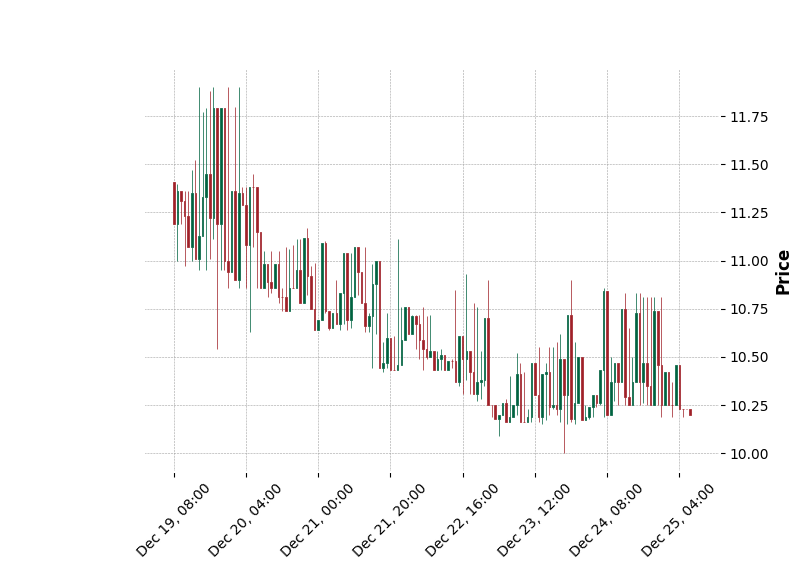 11.75
11.50
11.25
11.00
10.75
10.50
10.25
10.00
Price
Dec 19, 08:00
Dec 20, 04:00
Dec 21, 00:00
Dec 21, 20:00
Dec 22, 16:00
Dec 23, 12:00
Dec 24, 08:00
Dec 25, 04:00